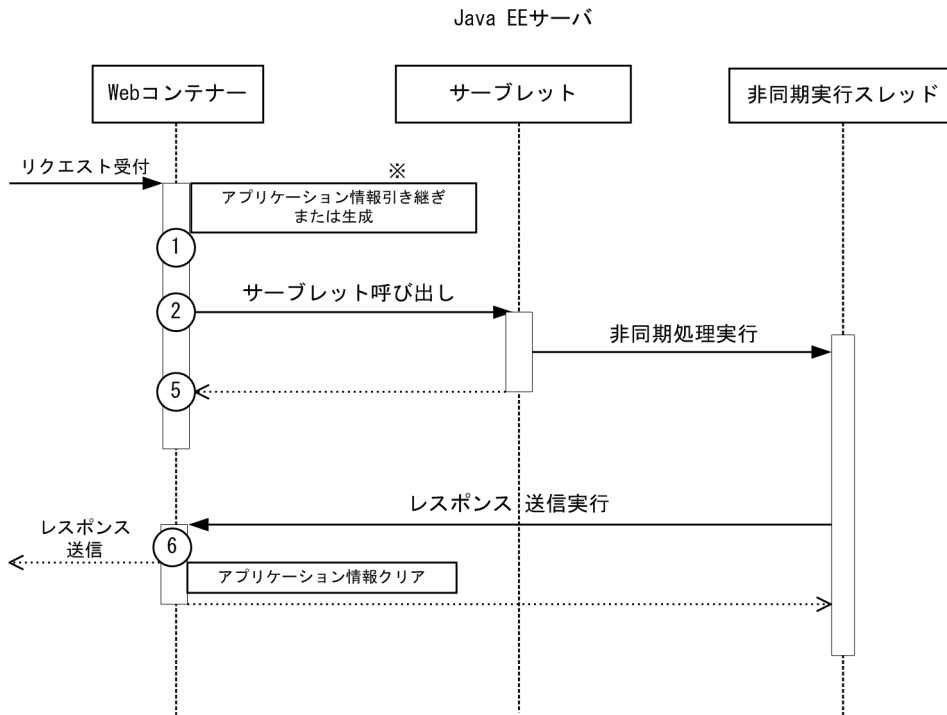 Java EEサーバ
Webコンテナー
サーブレット
非同期実行スレッド
リクエスト受付
※
アプリケーション情報引き継ぎ
または生成
1
2
サーブレット呼び出し
非同期処理実行
5
レスポンス 送信実行
レスポンス
送信
6
アプリケーション情報クリア